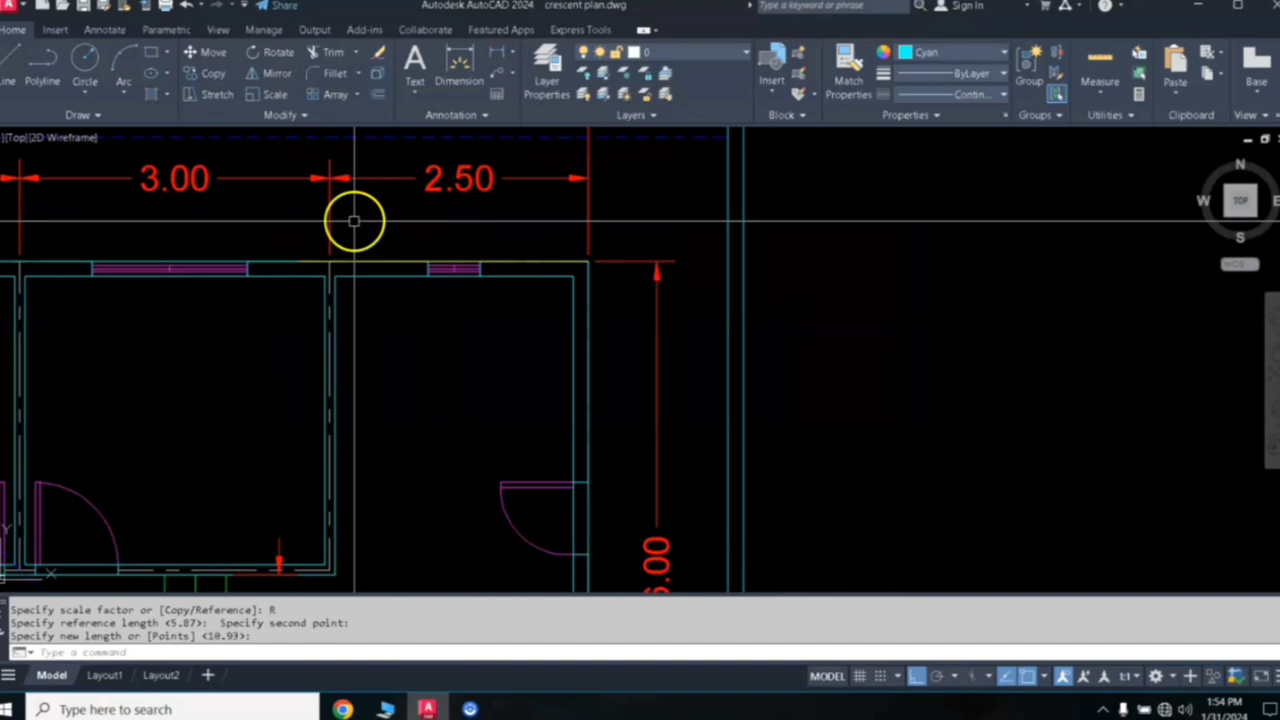 Share
Autodesk AutoCAD 2024 crescent plan.dwg
Type a keyword or phrase
Sign In
Home Insert Annotate Parametric View Manage Output Add-ins Collaborate Featured Apps Express Tools
Polyline Circle Arc
Move Rotate Trim
Copy Mirror Fillet
Stretch Scale Array
Text Dimension
Layer
Properties
0
Insert
Match
Properties
Cyan
ByLayer
Contin...
Group
Measure
Paste
Base
Draw Modify Annotation Layers Block Properties Groups Utilities Clipboard View
][Top][2D Wireframe]
3.00 2.50
N
W TOP E
S
WCS
Y
X
Specify scale factor or [Copy/Reference]: R
Specify reference length <5.87>: Specify second point:
Specify new length or [Points] <10.93>:
Type a command
Model Layout1 Layout2 +
MODEL 1:1
Type here to search
1:54 PM
1/31/2024